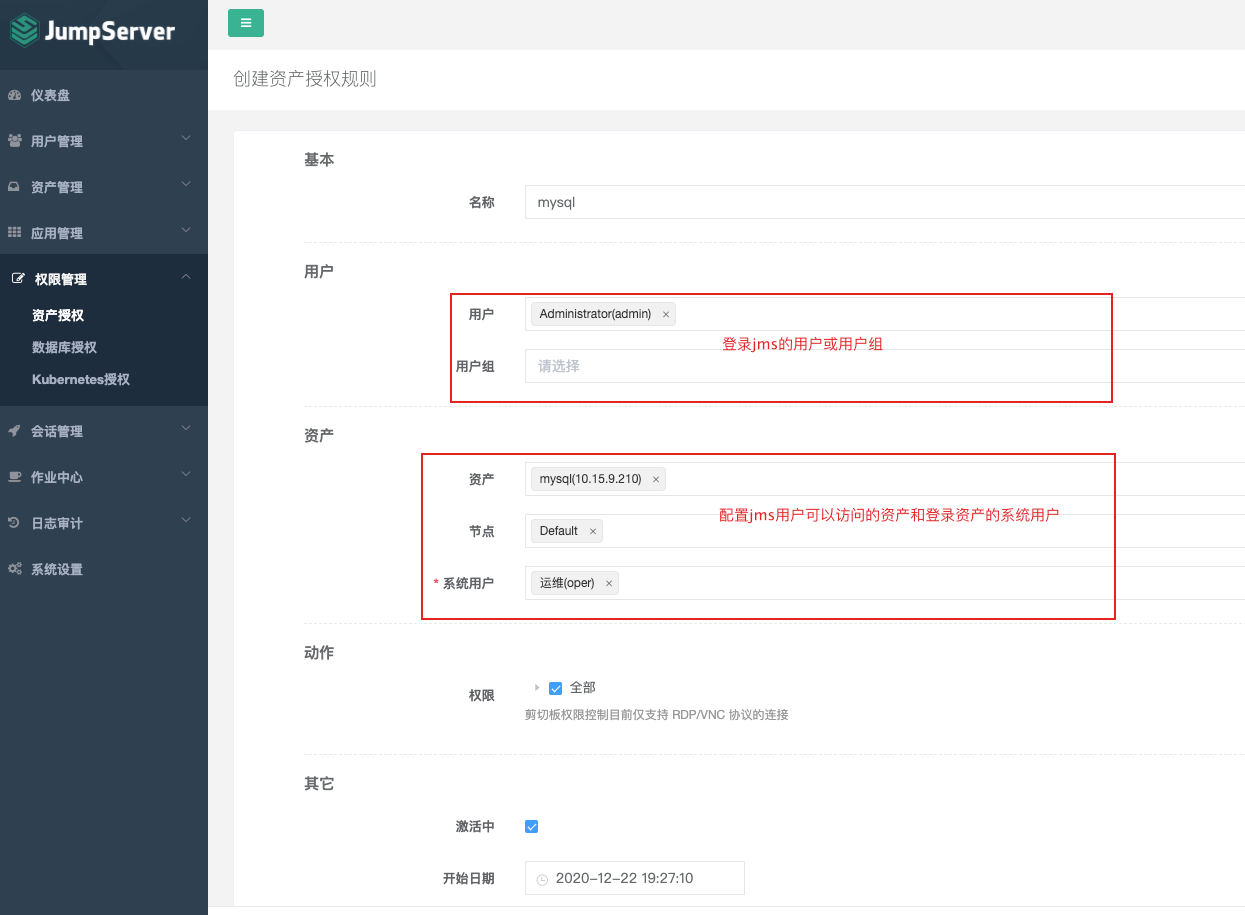 JumpServer
仪表盘
用户管理
资产管理
应用管理
权限管理
资产授权
数据库授权
Kubernetes授权
会话管理
作业中心
日志审计
系统设置
创建资产授权规则
基本
名称 mysql
用户
用户 Administrator(admin) ×
登录jms的用户或用户组
用户组 请选择
资产
资产 mysql(10.15.9.210) ×
配置jms用户可以访问的资产和登录资产的系统用户
节点 Default ×
* 系统用户 运维(oper) ×
动作
权限 全部
剪切板权限控制目前仅支持 RDP/VNC 协议的连接
其它
激活中
开始日期 2020-12-22 19:27:10